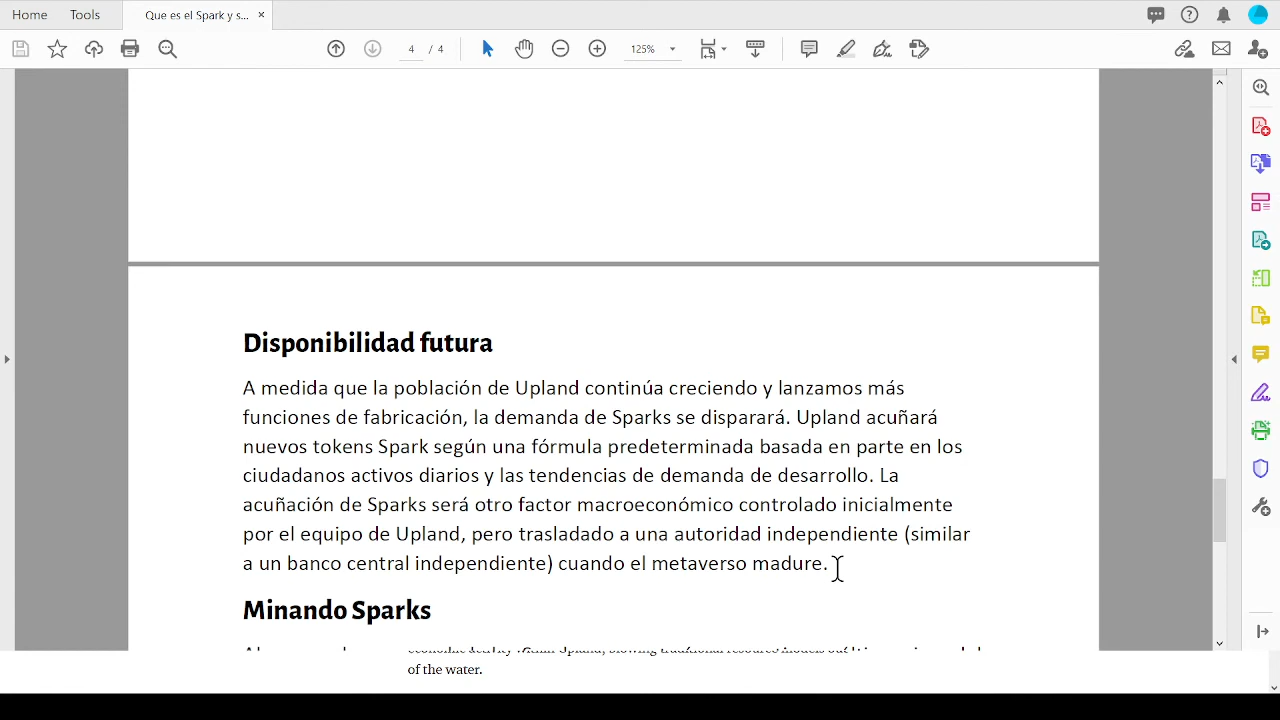 Home Tools Que es el Spark y s... ×
4 / 4 125%
Disponibilidad futura
A medida que la población de Upland continúa creciendo y lanzamos más
funciones de fabricación, la demanda de Sparks se disparará. Upland acuñará
nuevos tokens Spark según una fórmula predeterminada basada en parte en los
ciudadanos activos diarios y las tendencias de demanda de desarrollo. La
acuñación de Sparks será otro factor macroeconómico controlado inicialmente
por el equipo de Upland, pero trasladado a una autoridad independiente (similar
a un banco central independiente) cuando el metaverso madure.
Minando Sparks
of the water.